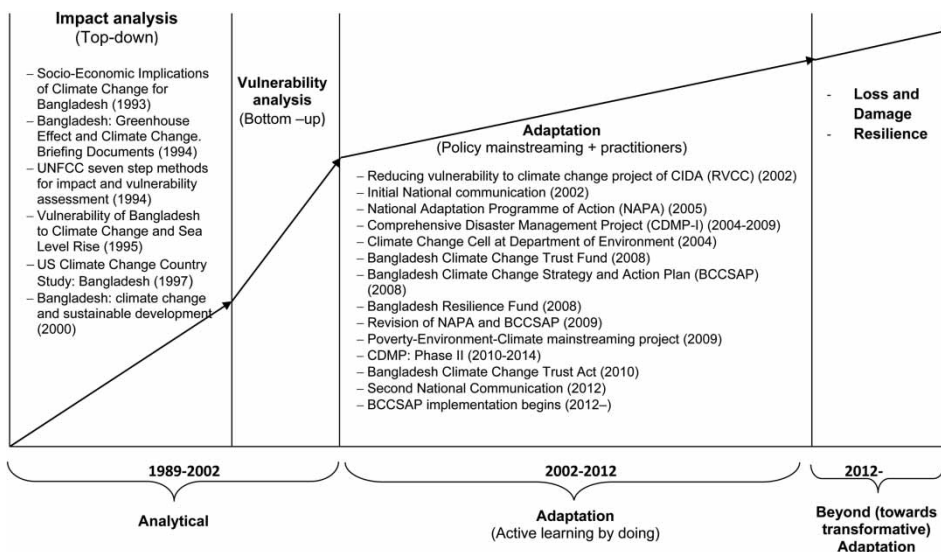 Impact analysis
(Top-down)
– Socio-Economic Implications
of Climate Change for
Bangladesh (1993)
– Bangladesh: Greenhouse
Effect and Climate Change.
Briefing Documents (1994)
– UNFCC seven step methods
for impact and vulnerability
assessment (1994)
– Vulnerability of Bangladesh
to Climate Change and Sea
Level Rise (1995)
– US Climate Change Country
Study: Bangladesh (1997)
– Bangladesh: climate change
and sustainable development
(2000)
Vulnerability
analysis
(Bottom –up)
Adaptation
(Policy mainstreaming + practitioners)
– Reducing vulnerability to climate change project of CIDA (RVCC) (2002)
– Initial National communication (2002)
– National Adaptation Programme of Action (NAPA) (2005)
– Comprehensive Disaster Management Project (CDMP-I) (2004-2009)
– Climate Change Cell at Department of Environment (2004)
– Bangladesh Climate Change Trust Fund (2008)
– Bangladesh Climate Change Strategy and Action Plan (BCCSAP)
(2008)
– Bangladesh Resilience Fund (2008)
– Revision of NAPA and BCCSAP (2009)
– Poverty-Environment-Climate mainstreaming project (2009)
– CDMP: Phase II (2010-2014)
– Bangladesh Climate Change Trust Act (2010)
– Second National Communication (2012)
– BCCSAP implementation begins (2012–)
- Loss and
Damage
- Resilience
1989-2002
Analytical
2002-2012
Adaptation
(Active learning by doing)
2012-
Beyond (towards
transformative)
Adaptation